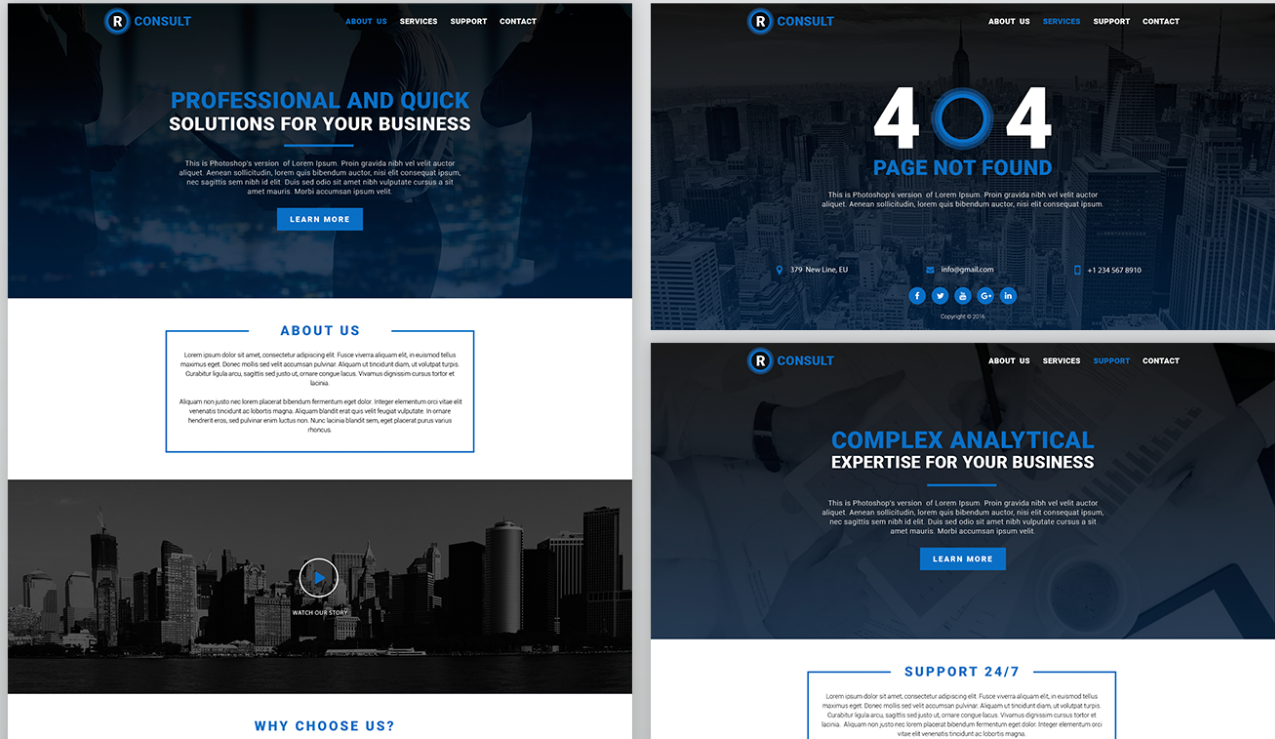 R CONSULT
ABOUT US SERVICES SUPPORT CONTACT
PROFESSIONAL AND QUICK
SOLUTIONS FOR YOUR BUSINESS
This is Photoshop's version of Lorem Ipsum. Proin gravida nibh vel velit auctor
aliquet. Aenean sollicitudin, lorem quis bibendum auctor, nisi elit consequat ipsum,
nec sagittis sem nibh id elit. Duis sed odio sit amet nibh vulputate cursus a sit
amet mauris. Morbi accumsan ipsum velit.
LEARN MORE
ABOUT US
Lorem ipsum dolor sit amet, consectetur adipiscing elit. Fusce viverra aliquam elit, in euismod tellus
maximus eget. Donec mollis sed velit accumsan pulvinar. Aliquam ut tincidunt diam, ut volutpat turpis.
Curabitur ligula arcu, sagittis sed justo ut, ornare congue lacus. Vivamus dignissim cursus tortor et
lacinia.
Aliquam non justo nec lorem placerat bibendum fermentum eget dolor. Integer elementum orci vitae elit
venenatis tincidunt ac lobortis magna. Aliquam blandit erat quis velit feugiat vulputate. In ornare
hendrerit eros, sed pulvinar enim luctus non. Nunc lacinia blandit sem, eget placerat purus varius
rhoncus.
WATCH OUR STORY
WHY CHOOSE US?
R CONSULT
ABOUT US SERVICES SUPPORT CONTACT
404
PAGE NOT FOUND
This is Photoshop's version of Lorem Ipsum. Proin gravida nibh vel velit auctor
aliquet. Aenean sollicitudin, lorem quis bibendum auctor, nisi elit consequat ipsum.
379 New Line, EU info@gmail.com +1 234 567 8910
Copyright © 2016
R CONSULT
ABOUT US SERVICES SUPPORT CONTACT
COMPLEX ANALYTICAL
EXPERTISE FOR YOUR BUSINESS
This is Photoshop's version of Lorem Ipsum. Proin gravida nibh vel velit auctor
aliquet. Aenean sollicitudin, lorem quis bibendum auctor, nisi elit consequat ipsum,
nec sagittis sem nibh id elit. Duis sed odio sit amet nibh vulputate cursus a sit
amet mauris. Morbi accumsan ipsum velit.
LEARN MORE
SUPPORT 24/7
Lorem ipsum dolor sit amet, consectetur adipiscing elit. Fusce viverra aliquam elit, in euismod tellus
maximus eget. Donec mollis sed velit accumsan pulvinar. Aliquam ut tincidunt diam, ut volutpat turpis.
Curabitur ligula arcu, sagittis sed justo ut, ornare congue lacus. Vivamus dignissim cursus tortor et
lacinia. Aliquam non justo nec lorem placerat bibendum fermentum eget dolor. Integer elementum orci
vitae elit venenatis tincidunt ac lobortis magna.